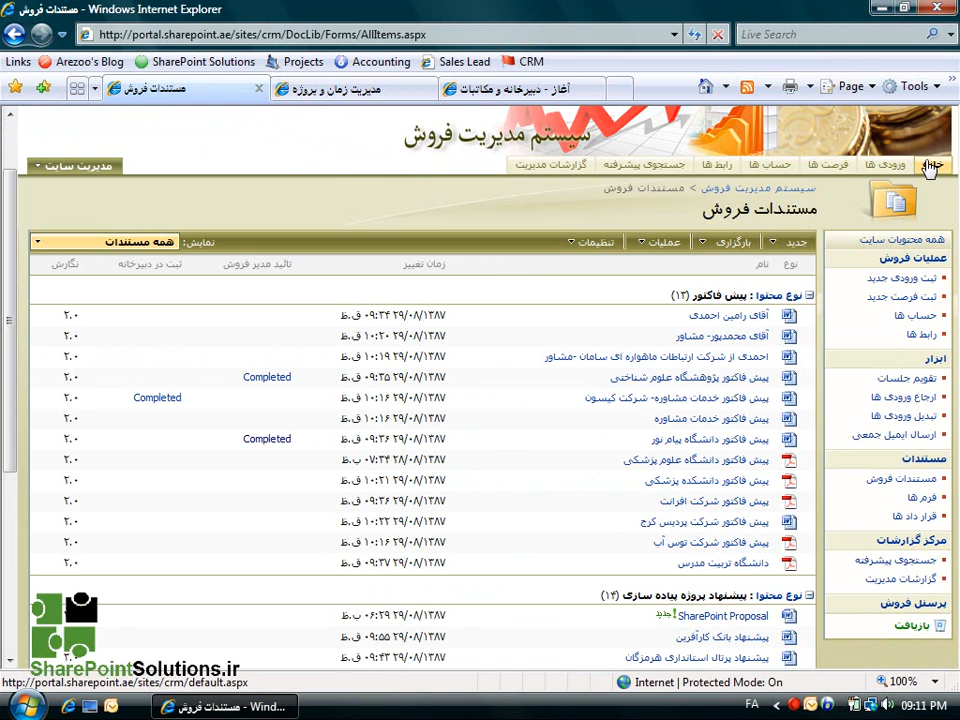 مستندات فروش - Windows Internet Explorer
http://portal.sharepoint.ae/sites/crm/DocLib/Forms/AllItems.aspx
Live Search
Links Arezoo's Blog SharePoint Solutions Projects Accounting Sales Lead CRM
مستندات فروش
مدیریت زمان و پروژه
آغاز - دبیرخانه و مکاتبات
Page Tools
سیستم مدیریت فروش
خانه ورودی ها فرصت ها حساب ها رابط ها جستجوی پیشرفته گزارشات مدیریت
مدیریت سایت
سیستم مدیریت فروش > مستندات فروش
مستندات فروش
جدید بارگزاری عملیات تنظیمات نمایش: همه مستندات
نوع نام زمان تغییر تائید مدیر فروش ثبت در دبیرخانه نگارش
نوع محتوا : پیش فاکتور (۱۳)
آقای رامین احمدی ۲۹/۰۸/۱۳۸۷ ۰۹:۳۴ ق.ظ ۲.۰
آقای محمدپور- مشاور ۲۹/۰۸/۱۳۸۷ ۱۰:۲۰ ق.ظ ۲.۰
احمدی از شرکت ارتباطات ماهواره ای سامان -مشاور ۲۹/۰۸/۱۳۸۷ ۱۰:۱۹ ق.ظ ۲.۰
پیش فاکتور پژوهشگاه علوم شناختی ۲۹/۰۸/۱۳۸۷ ۰۹:۳۵ ق.ظ Completed ۲.۰
پیش فاکتور خدمات مشاوره- شرکت کیسون ۲۹/۰۸/۱۳۸۷ ۱۰:۱۶ ق.ظ Completed ۲.۰
پیش فاکتور خدمات مشاوره ۲۹/۰۸/۱۳۸۷ ۱۰:۱۶ ق.ظ ۲.۰
پیش فاکتور دانشگاه پیام نور ۲۹/۰۸/۱۳۸۷ ۰۹:۳۶ ق.ظ Completed ۲.۰
پیش فاکتور دانشگاه علوم پزشکی ۲۸/۰۸/۱۳۸۷ ۰۷:۳۴ ب.ظ ۲.۰
پیش فاکتور دانشکده پزشکی ۲۹/۰۸/۱۳۸۷ ۱۰:۲۱ ق.ظ ۲.۰
پیش فاکتور شرکت افرانت ۲۹/۰۸/۱۳۸۷ ۰۹:۳۶ ق.ظ ۲.۰
پیش فاکتور شرکت پردیس کرج ۲۹/۰۸/۱۳۸۷ ۱۰:۲۲ ق.ظ ۲.۰
پیش فاکتور شرکت توس آب ۲۹/۰۸/۱۳۸۷ ۱۰:۱۶ ق.ظ ۲.۰
دانشگاه تربیت مدرس ۲۹/۰۸/۱۳۸۷ ۰۹:۳۷ ق.ظ ۲.۰
نوع محتوا : پیشنهاد پروژه پیاده سازی (۱۴)
SharePoint Proposal جدید! ۲۹/۰۸/۱۳۸۷ ۰۶:۲۹ ب.ظ
پیشنهاد بانک کارآفرین ۲۹/۰۸/۱۳۸۷ ۰۹:۵۵ ق.ظ
پیشنهاد پرتال استانداری هرمزگان ۲۹/۰۸/۱۳۸۷ ۰۹:۴۳ ق.ظ
همه محتویات سایت
عملیات فروش
ثبت ورودی جدید
ثبت فرصت جدید
حساب ها
رابط ها
ابزار
تقویم جلسات
ارجاع ورودی ها
تبدیل ورودی ها
ارسال ایمیل جمعی
مستندات
مستندات فروش
فرم ها
قرار داد ها
مرکز گزارشات
جستجوی پیشرفته
گزارشات مدیریت
پرسنل فروش
بازیافت
SharePointSolutions.ir
http://portal.sharepoint.ae/sites/crm/default.aspx
Internet | Protected Mode: On
100%
مستندات فروش - Wind...
FA
09:11 PM